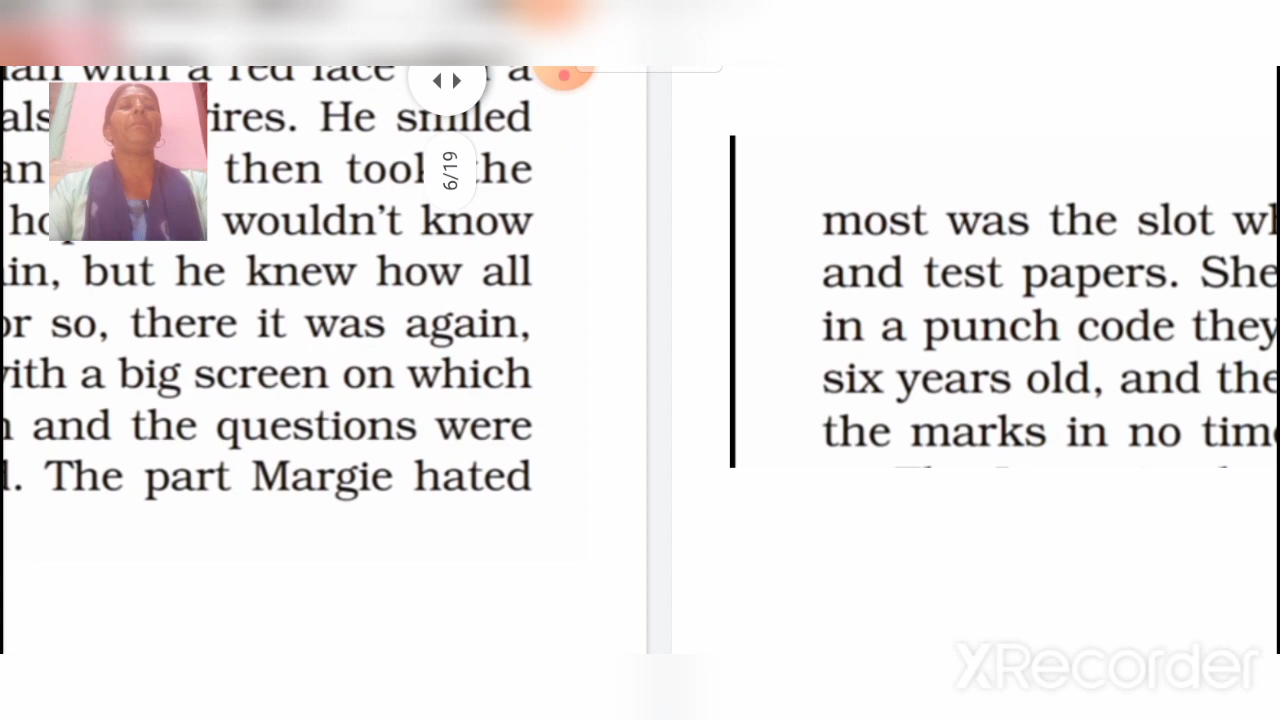 with a red face a
ires. He smiled
then took the
wouldn't know
in, but he knew how all
or so, there it was again,
with a big screen on which
and the questions were
The part Margie hated
6/19
most was the slot
and test papers. She
in a punch code they
six years old, and the
the marks in no time
XRecorder